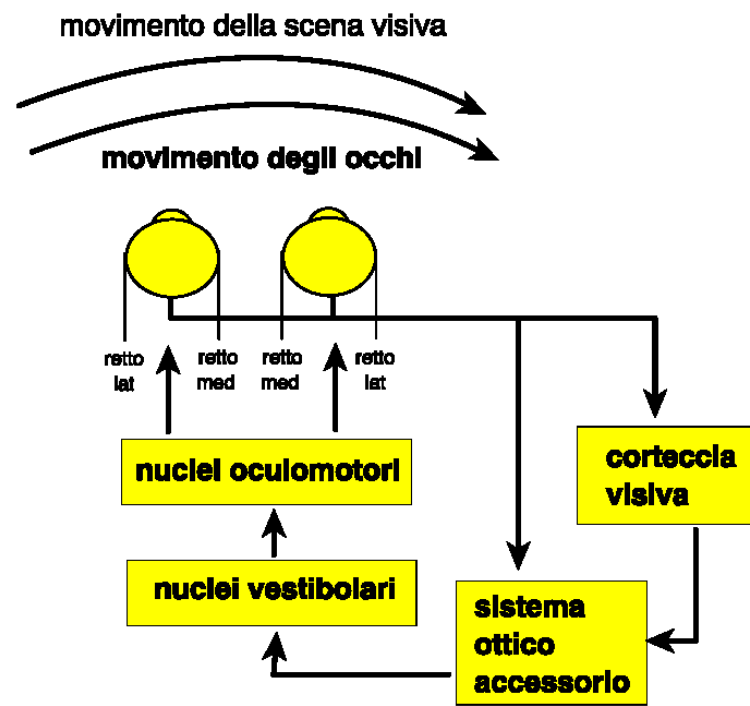 movimento della scena visiva
movimento degli occhi
retto
lat
retto
med
retto
med
retto
lat
nuclei oculomotori
corteccia
visiva
nuclei vestibolari
sistema
ottico
accessorio